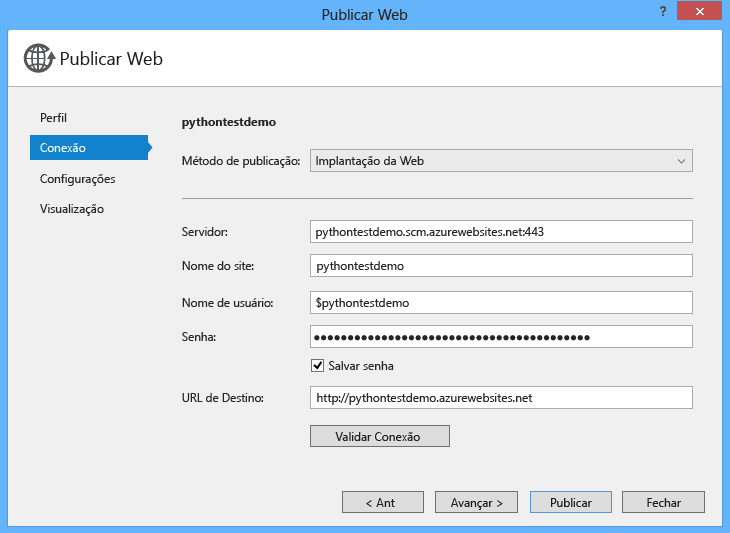 Publicar Web
?
Publicar Web
Perfil
Conexão
Configurações
Visualização
pythontestdemo
Método de publicação: Implantação da Web
Servidor: pythontestdemo.scm.azurewebsites.net:443
Nome do site: pythontestdemo
Nome de usuário: $pythontestdemo
Senha: ●●●●●●●●●●●●●●●●●●●●●●●●●●●●●●●●●●●●●●●●
Salvar senha
URL de Destino: http://pythontestdemo.azurewebsites.net
Validar Conexão
< Ant Avançar > Publicar Fechar